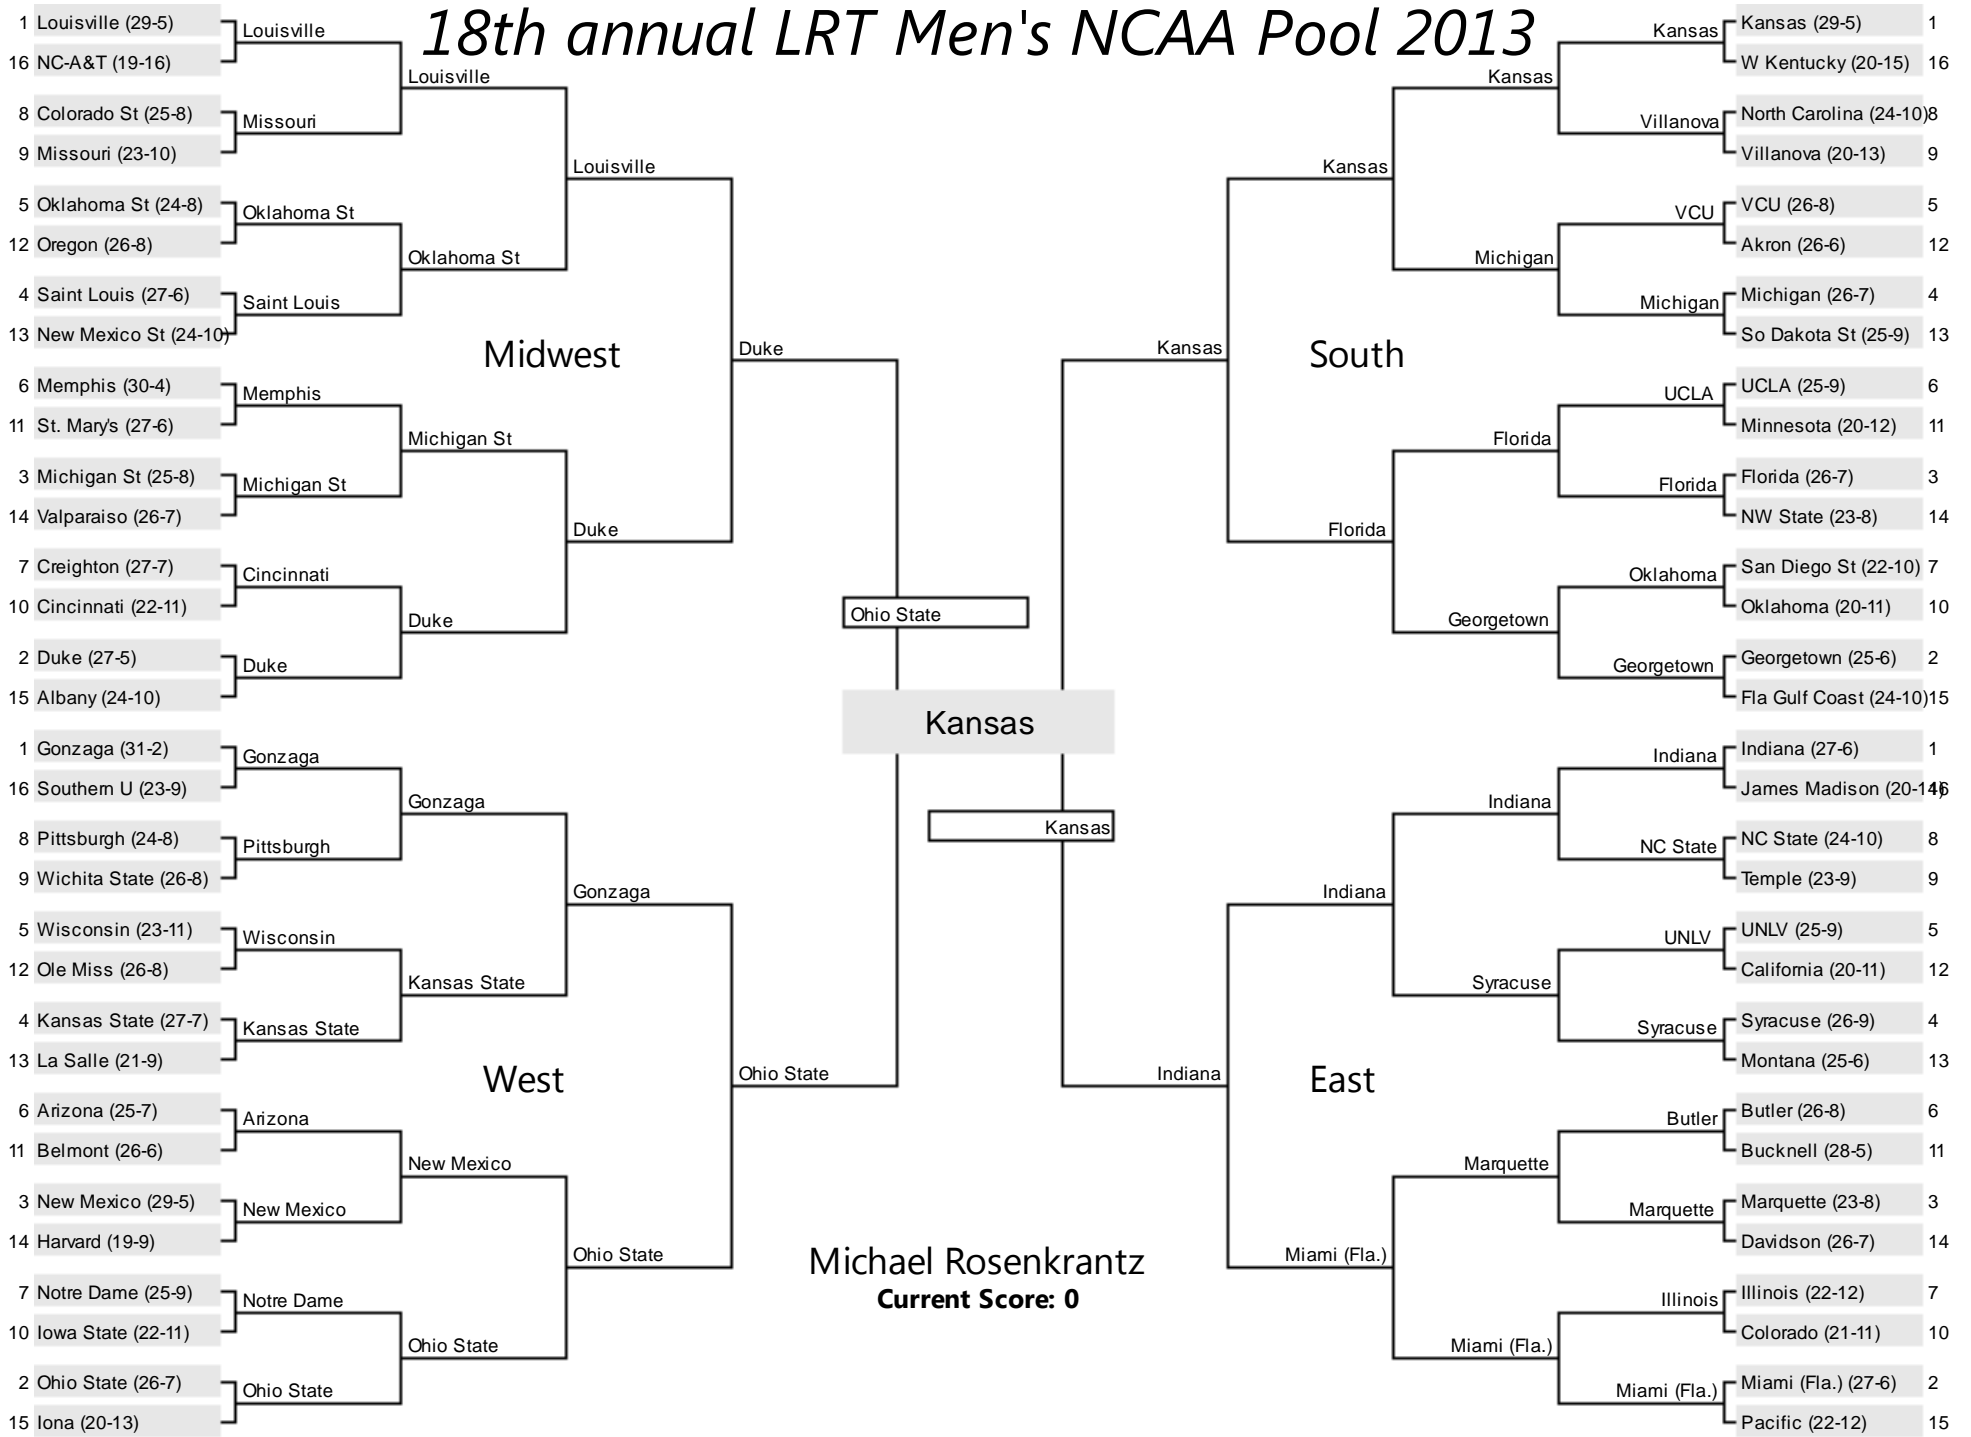 18th annual LRT Men's NCAA Pool 2013
1 Louisville (29-5)
16 NC-A&T (19-16)
8 Colorado St (25-8)
9 Missouri (23-10)
5 Oklahoma St (24-8)
12 Oregon (26-8)
4 Saint Louis (27-6)
13 New Mexico St (24-10)
6 Memphis (30-4)
11 St. Mary's (27-6)
3 Michigan St (25-8)
14 Valparaiso (26-7)
7 Creighton (27-7)
10 Cincinnati (22-11)
2 Duke (27-5)
15 Albany (24-10)
Louisville
Missouri
Oklahoma St
Saint Louis
Memphis
Michigan St
Cincinnati
Duke
Louisville
Oklahoma St
Michigan St
Duke
Louisville
Duke
Midwest
Duke
1 Gonzaga (31-2)
16 Southern U (23-9)
8 Pittsburgh (24-8)
9 Wichita State (26-8)
5 Wisconsin (23-11)
12 Ole Miss (26-8)
4 Kansas State (27-7)
13 La Salle (21-9)
6 Arizona (25-7)
11 Belmont (26-6)
3 New Mexico (29-5)
14 Harvard (19-9)
7 Notre Dame (25-9)
10 Iowa State (22-11)
2 Ohio State (26-7)
15 Iona (20-13)
Gonzaga
Pittsburgh
Wisconsin
Kansas State
Arizona
New Mexico
Notre Dame
Ohio State
Gonzaga
Kansas State
New Mexico
Ohio State
Gonzaga
Ohio State
West
Ohio State
Ohio State
Kansas
Kansas
Michael Rosenkrantz
Current Score: 0
Kansas
South
Kansas
Florida
Kansas
Michigan
Florida
Georgetown
Kansas
Villanova
VCU
Michigan
UCLA
Florida
Oklahoma
Georgetown
Kansas (29-5) 1
W Kentucky (20-15) 16
North Carolina (24-10) 8
Villanova (20-13) 9
VCU (26-8) 5
Akron (26-6) 12
Michigan (26-7) 4
So Dakota St (25-9) 13
UCLA (25-9) 6
Minnesota (20-12) 11
Florida (26-7) 3
NW State (23-8) 14
San Diego St (22-10) 7
Oklahoma (20-11) 10
Georgetown (25-6) 2
Fla Gulf Coast (24-10) 15
Indiana
East
Indiana
Miami (Fla.)
Indiana
Syracuse
Marquette
Miami (Fla.)
Indiana
NC State
UNLV
Syracuse
Butler
Marquette
Illinois
Miami (Fla.)
Indiana (27-6) 1
James Madison (20-14) 16
NC State (24-10) 8
Temple (23-9) 9
UNLV (25-9) 5
California (20-11) 12
Syracuse (26-9) 4
Montana (25-6) 13
Butler (26-8) 6
Bucknell (28-5) 11
Marquette (23-8) 3
Davidson (26-7) 14
Illinois (22-12) 7
Colorado (21-11) 10
Miami (Fla.) (27-6) 2
Pacific (22-12) 15